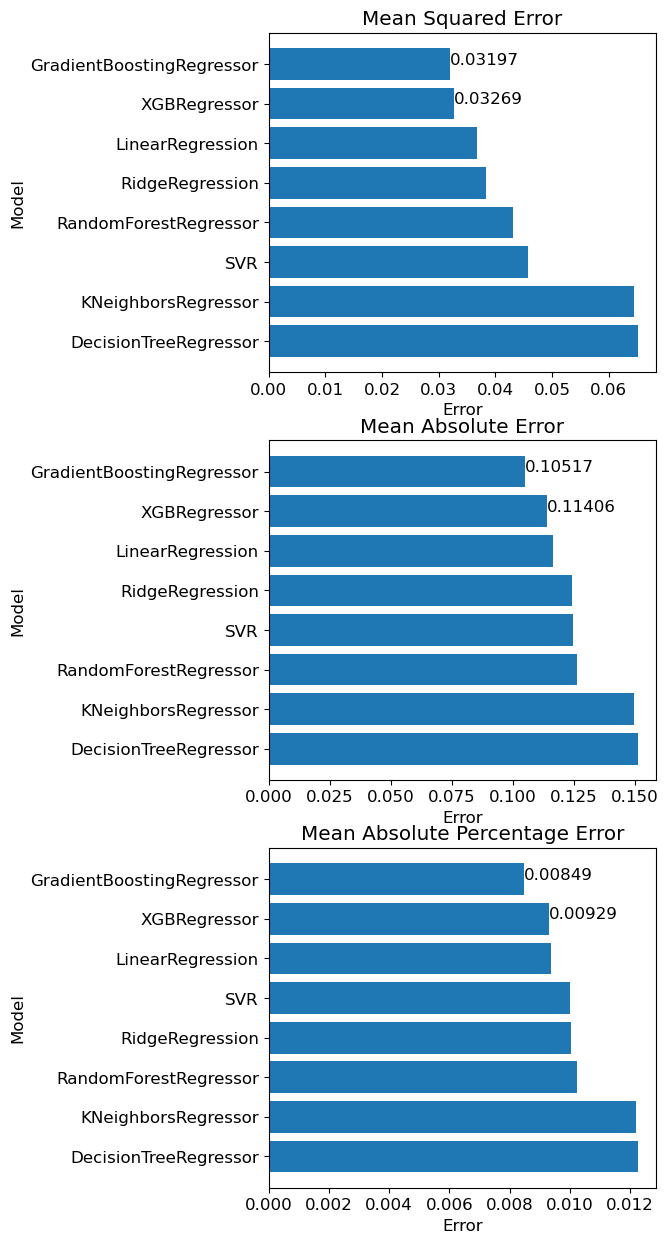 Mean Squared Error
GradientBoostingRegressor
0.03197
XGBRegressor
0.03269
LinearRegression
RidgeRegression
RandomForestRegressor
SVR
KNeighborsRegressor
DecisionTreeRegressor
Model
0.00 0.01 0.02 0.03 0.04 0.05 0.06
Error
Mean Absolute Error
GradientBoostingRegressor
0.10517
XGBRegressor
0.11406
LinearRegression
RidgeRegression
SVR
RandomForestRegressor
KNeighborsRegressor
DecisionTreeRegressor
Model
0.000 0.025 0.050 0.075 0.100 0.125 0.150
Error
Mean Absolute Percentage Error
GradientBoostingRegressor
0.00849
XGBRegressor
0.00929
LinearRegression
SVR
RidgeRegression
RandomForestRegressor
KNeighborsRegressor
DecisionTreeRegressor
Model
0.000 0.002 0.004 0.006 0.008 0.010 0.012
Error